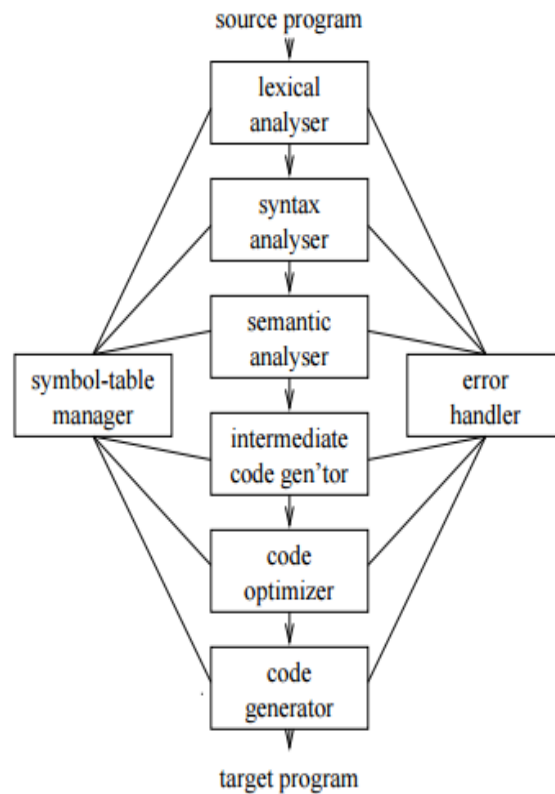 source program
lexical
analyser
syntax
analyser
semantic
analyser
symbol-table
manager
error
handler
intermediate
code gen'tor
code
optimizer
code
generator
target program